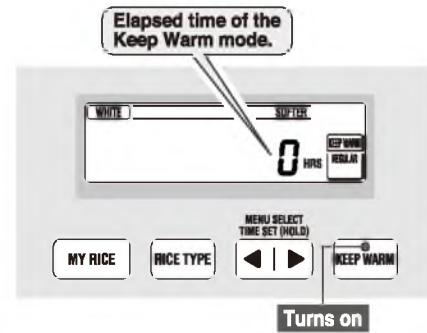 Elapsed time of the
Keep Warm mode.
WHITE
SOFTER
0 HRS
KEEP WARM
REGULAR
MENU SELECT
TIME SET (HOLD)
MY RICE
RICE TYPE
◀ | ▶
KEEP WARM
Turns on